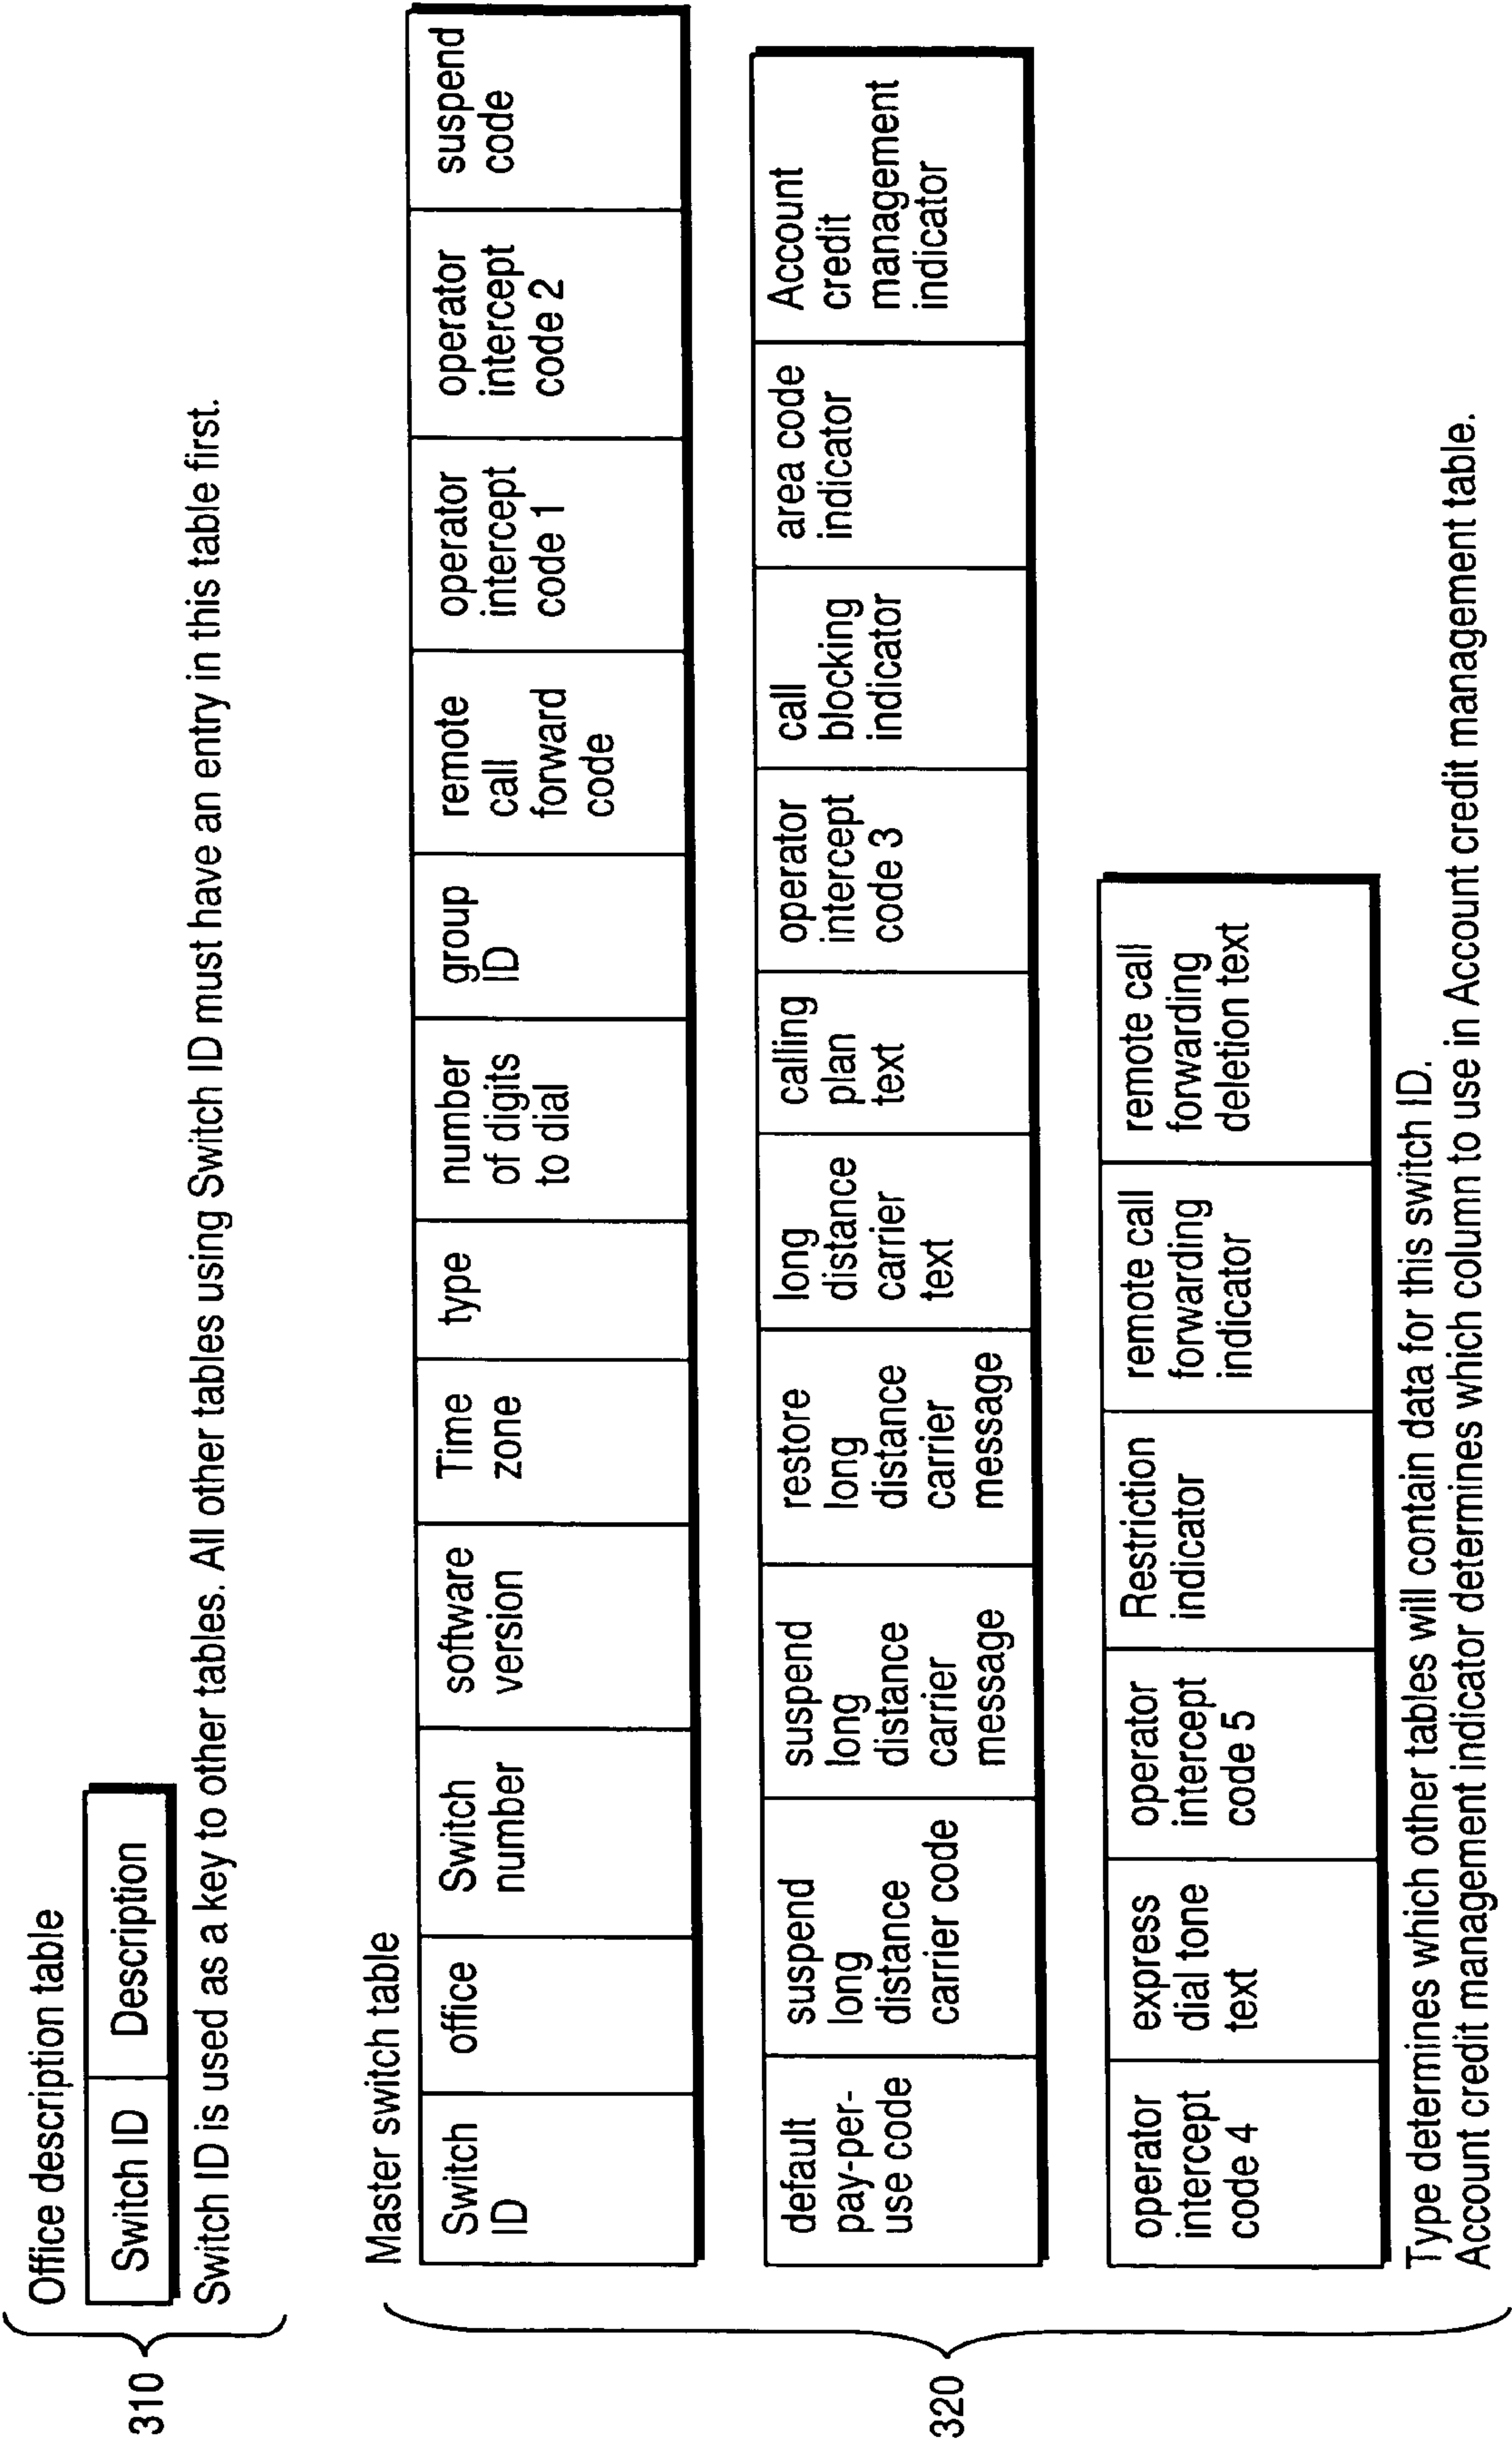 Office description table
Switch ID
Description
310
Switch ID is used as a key to other tables. All other tables using Switch ID must have an entry in this table first.
Master switch table
320
Switch
ID
office
Switch
number
software
version
Time
zone
type
number
of digits
to dial
group
ID
remote
call
forward
code
operator
intercept
code 1
operator
intercept
code 2
suspend
code
default
pay-per-
use code
suspend
long
distance
carrier code
suspend
long
distance
carrier
message
restore
long
distance
carrier
message
long
distance
carrier
text
calling
plan
text
operator
intercept
code 3
call
blocking
indicator
area code
indicator
Account
credit
management
indicator
operator
intercept
code 4
express
dial tone
text
operator
intercept
code 5
Restriction
indicator
remote call
forwarding
indicator
remote call
forwarding
deletion text
Type determines which other tables will contain data for this switch ID.
Account credit management indicator determines which column to use in Account credit management table.